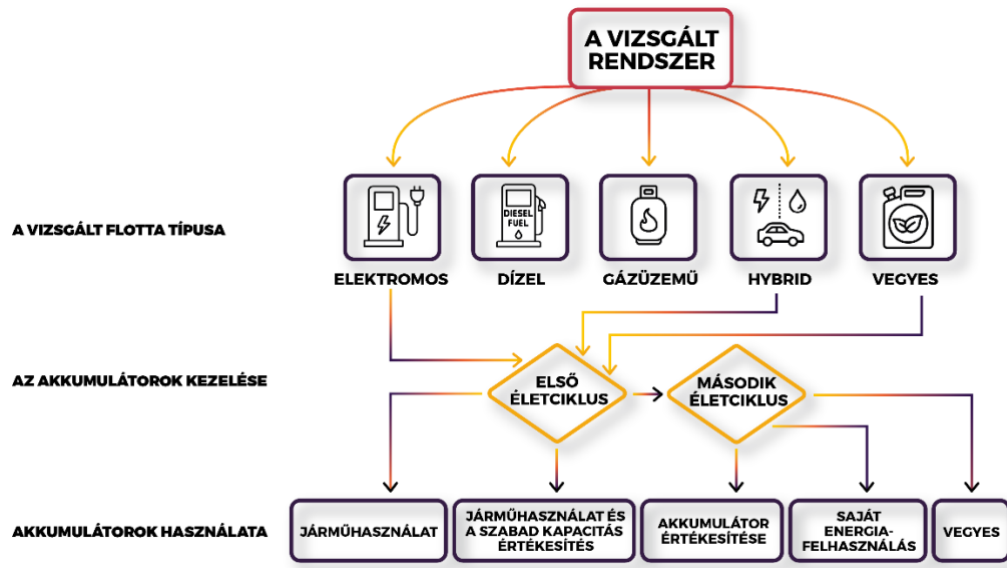 A VIZSGÁLT
RENDSZER
A VIZSGÁLT FLOTTA TÍPUSA
DIESEL
FUEL
ELEKTROMOS
DÍZEL
GÁZÜZEMŰ
HYBRID
VEGYES
AZ AKKUMULÁTOROK KEZELÉSE
ELSŐ
ÉLETCIKLUS
MÁSODIK
ÉLETCIKLUS
AKKUMULÁTOROK HASZNÁLATA
JÁRMŰHASZNÁLAT
JÁRMŰHASZNÁLAT ÉS
A SZABAD KAPACITÁS
ÉRTÉKESÍTÉS
AKKUMULÁTOR
ÉRTÉKESÍTÉSE
SAJÁT
ENERGIA-
FELHASZNÁLÁS
VEGYES